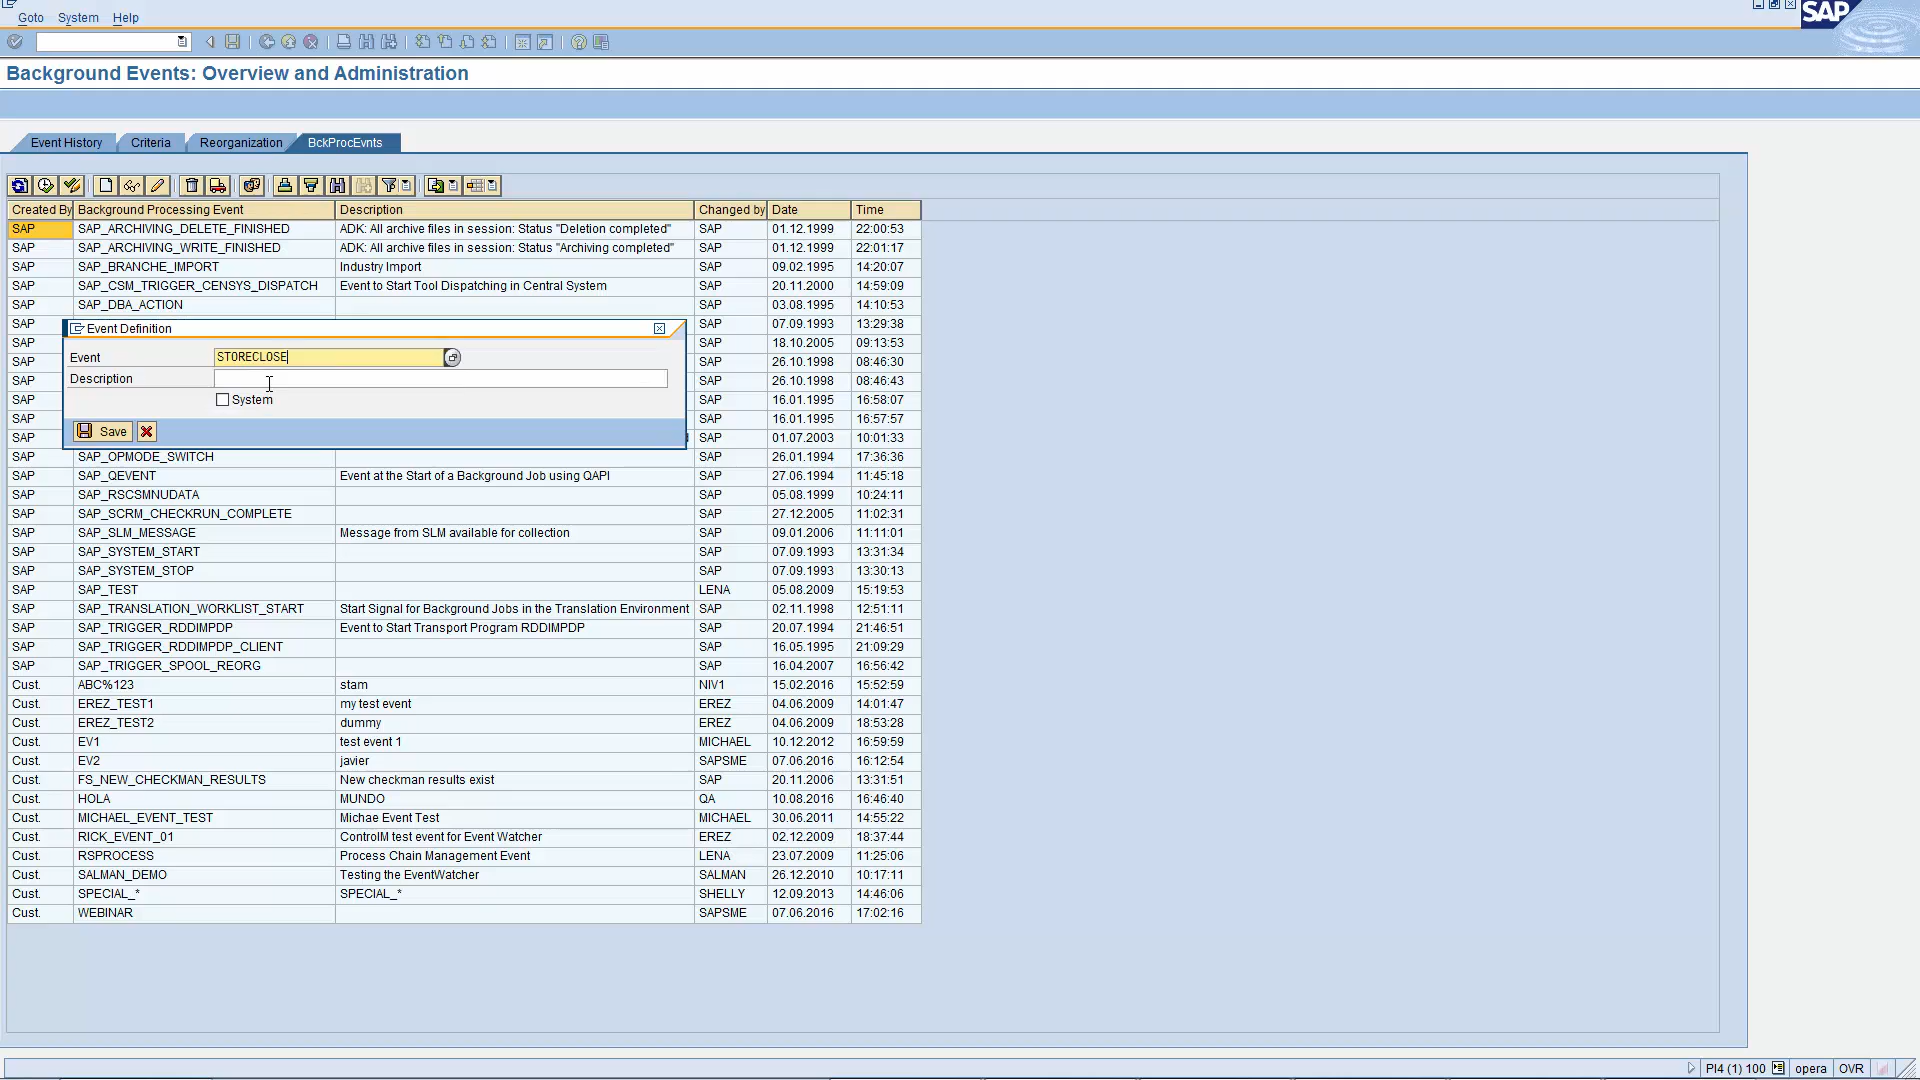 Goto System Help
SAP
Background Events: Overview and Administration
Event History Criteria Reorganization BckProcEvnts
Created By Background Processing Event Description Changed by Date Time
SAP SAP_ARCHIVING_DELETE_FINISHED ADK: All archive files in session: Status "Deletion completed" SAP 01.12.1999 22:00:53
SAP SAP_ARCHIVING_WRITE_FINISHED ADK: All archive files in session: Status "Archiving completed" SAP 01.12.1999 22:01:17
SAP SAP_BRANCHE_IMPORT Industry Import SAP 09.02.1995 14:20:07
SAP SAP_CSM_TRIGGER_CENSYS_DISPATCH Event to Start Tool Dispatching in Central System SAP 20.11.2000 14:59:09
SAP SAP_DBA_ACTION SAP 03.08.1995 14:10:53
SAP SAP 07.09.1993 13:29:38
SAP SAP 18.10.2005 09:13:53
SAP SAP 26.10.1998 08:46:30
SAP SAP 26.10.1998 08:46:43
SAP SAP 16.01.1995 16:58:07
SAP SAP 16.01.1995 16:57:57
SAP SAP 01.07.2003 10:01:33
Event Definition
Event STORECLOSE
Description
System
Save
SAP SAP_OPMODE_SWITCH SAP 26.01.1994 17:36:36
SAP SAP_QEVENT Event at the Start of a Background Job using QAPI SAP 27.06.1994 11:45:18
SAP SAP_RSCSMNUDATA SAP 05.08.1999 10:24:11
SAP SAP_SCRM_CHECKRUN_COMPLETE SAP 27.12.2005 11:02:31
SAP SAP_SLM_MESSAGE Message from SLM available for collection SAP 09.01.2006 11:11:01
SAP SAP_SYSTEM_START SAP 07.09.1993 13:31:34
SAP SAP_SYSTEM_STOP SAP 07.09.1993 13:30:13
SAP SAP_TEST LENA 05.08.2009 15:19:53
SAP SAP_TRANSLATION_WORKLIST_START Start Signal for Background Jobs in the Translation Environment SAP 02.11.1998 12:51:11
SAP SAP_TRIGGER_RDDIMPDP Event to Start Transport Program RDDIMPDP SAP 20.07.1994 21:46:51
SAP SAP_TRIGGER_RDDIMPDP_CLIENT SAP 16.05.1995 21:09:29
SAP SAP_TRIGGER_SPOOL_REORG SAP 16.04.2007 16:56:42
Cust. ABC%123 stam NIV1 15.02.2016 15:52:59
Cust. EREZ_TEST1 my test event EREZ 04.06.2009 14:01:47
Cust. EREZ_TEST2 dummy EREZ 04.06.2009 18:53:28
Cust. EV1 test event 1 MICHAEL 10.12.2012 16:59:59
Cust. EV2 javier SAPSME 07.06.2016 16:12:54
Cust. FS_NEW_CHECKMAN_RESULTS New checkman results exist SAP 20.11.2006 13:31:51
Cust. HOLA MUNDO QA 10.08.2016 16:46:40
Cust. MICHAEL_EVENT_TEST Michae Event Test MICHAEL 30.06.2011 14:55:22
Cust. RICK_EVENT_01 ControlM test event for Event Watcher EREZ 02.12.2009 18:37:44
Cust. RSPROCESS Process Chain Management Event LENA 23.07.2009 11:25:06
Cust. SALMAN_DEMO Testing the EventWatcher SALMAN 26.12.2010 10:17:11
Cust. SPECIAL_* SPECIAL_* SHELLY 12.09.2013 14:46:06
Cust. WEBINAR SAPSME 07.06.2016 17:02:16
PI4 (1) 100 opera OVR